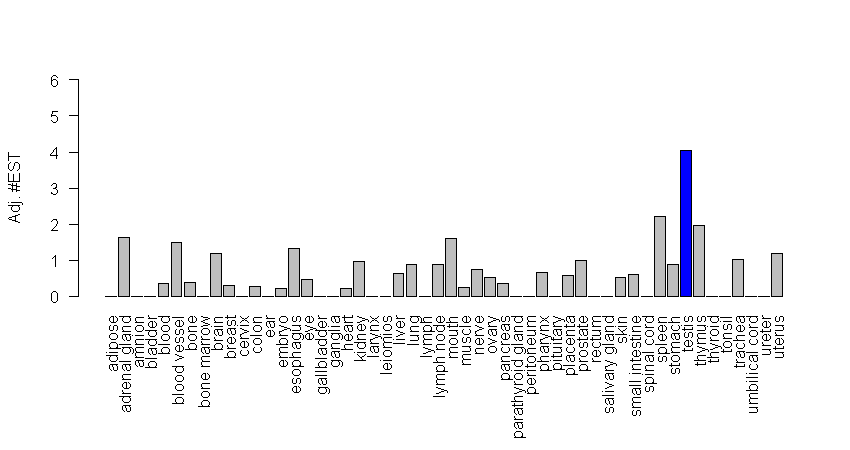 Adj. #EST
6
5
4
3
2
1
0
adipose
adrenal gland
amnion
bladder
blood
blood vessel
bone
bone marrow
brain
breast
cervix
colon
ear
embryo
esophagus
eye
gallbladder
ganglia
heart
kidney
larynx
leiomios
liver
lung
lymph
lymph node
mouth
muscle
nerve
ovary
pancreas
parathyroid gland
peritoneum
pharynx
pituitary
placenta
prostate
rectum
salivary gland
skin
small intestine
spinal cord
spleen
stomach
testis
thymus
thyroid
tonsil
trachea
umbilical cord
ureter
uterus